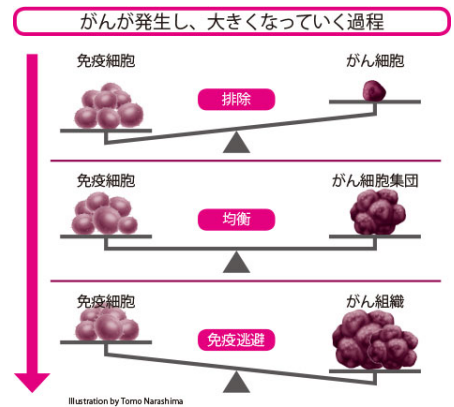 がんが発生し、大きくなっていく過程
免疫細胞
がん細胞
排除
免疫細胞
がん細胞集団
均衡
免疫細胞
がん組織
免疫逃避
Illustration by Tomo Narashima